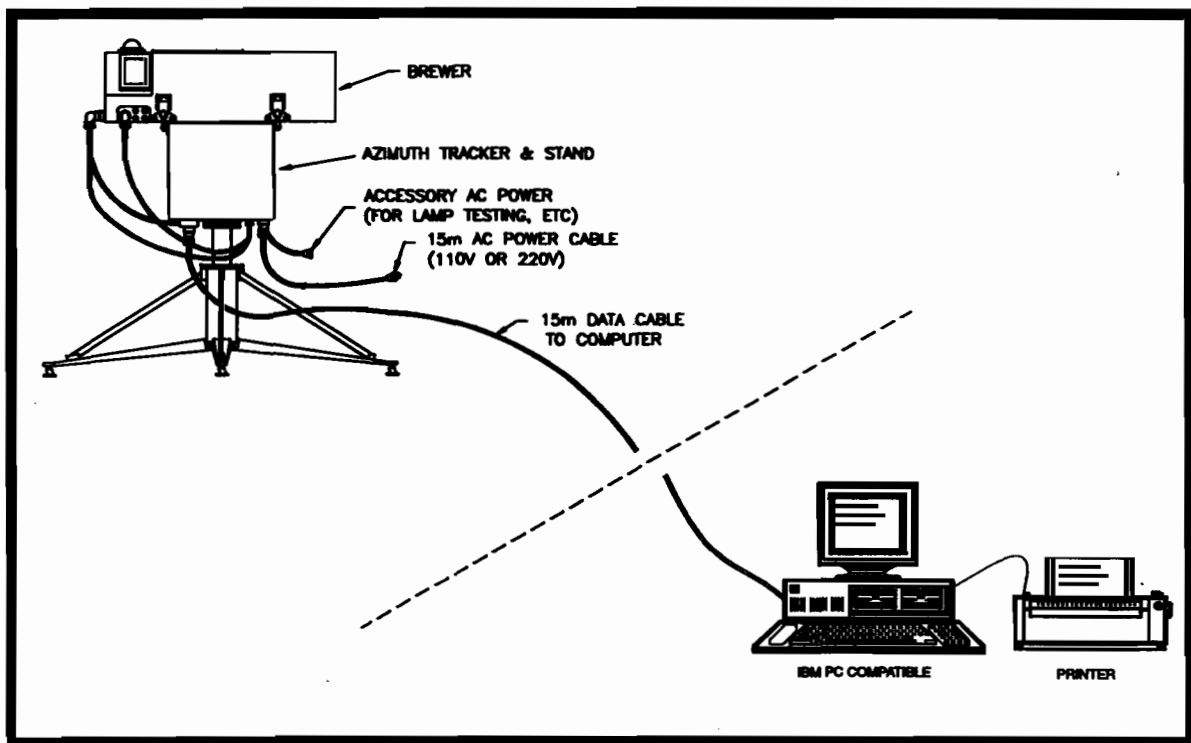 BREWER
AZIMUTH TRACKER & STAND
ACCESSORY AC POWER
(FOR LAMP TESTING, ETC)
15m AC POWER CABLE
(110V OR 220V)
15m DATA CABLE
TO COMPUTER
IBM PC COMPATIBLE
PRINTER